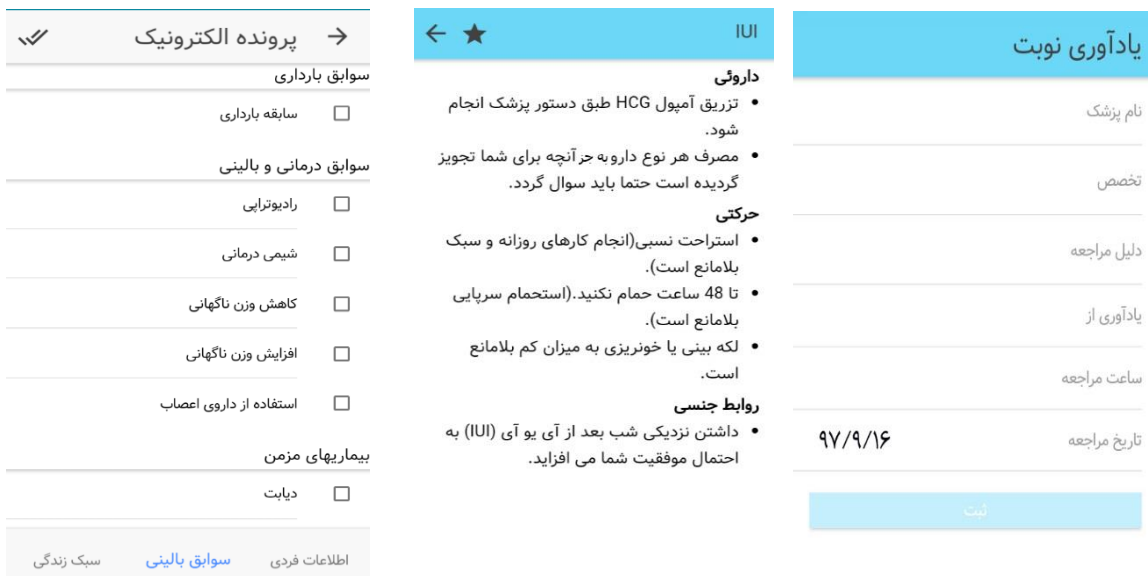 یادآوری نوبت
نام پزشک
تخصص
دلیل مراجعه
یادآوری از
ساعت مراجعه
تاریخ مراجعه ۹۷/۹/۱۶
ثبت
IUI
داروئی
• تزریق آمپول HCG طبق دستور پزشک انجام
شود.
• مصرف هر نوع داروبه جز آنچه برای شما تجویز
گردیده است حتما باید سوال گردد.
حرکتی
• استراحت نسبی(انجام کارهای روزانه و سبک
بلامانع است).
• تا 48 ساعت حمام نکنید.(استحمام سرپایی
بلامانع است).
• لکه بینی یا خونریزی به میزان کم بلامانع
است.
روابط جنسی
• داشتن نزدیکی شب بعد از آی یو آی (IUI) به
احتمال موفقیت شما می افزاید.
پرونده الکترونیک
سوابق بارداری
سابقه بارداری
سوابق درمانی و بالینی
رادیوتراپی
شیمی درمانی
کاهش وزن ناگهانی
افزایش وزن ناگهانی
استفاده از داروی اعصاب
بیماریهای مزمن
دیابت
اطلاعات فردی سوابق بالینی سبک زندگی